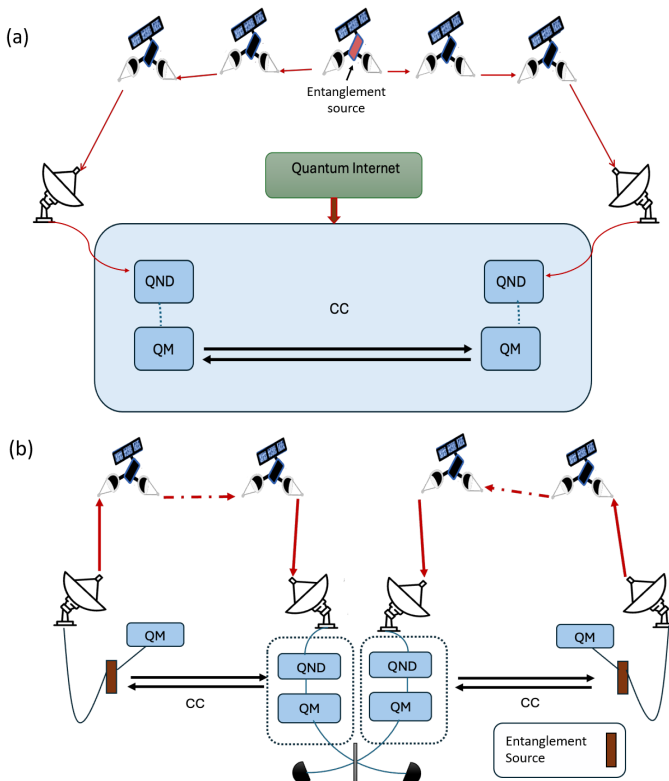 (a)
Entanglement
source
Quantum Internet
QND
QND
CC
QM
QM
(b)
QM
QM
QND
QND
CC
QM
QM
CC
Entanglement
Source